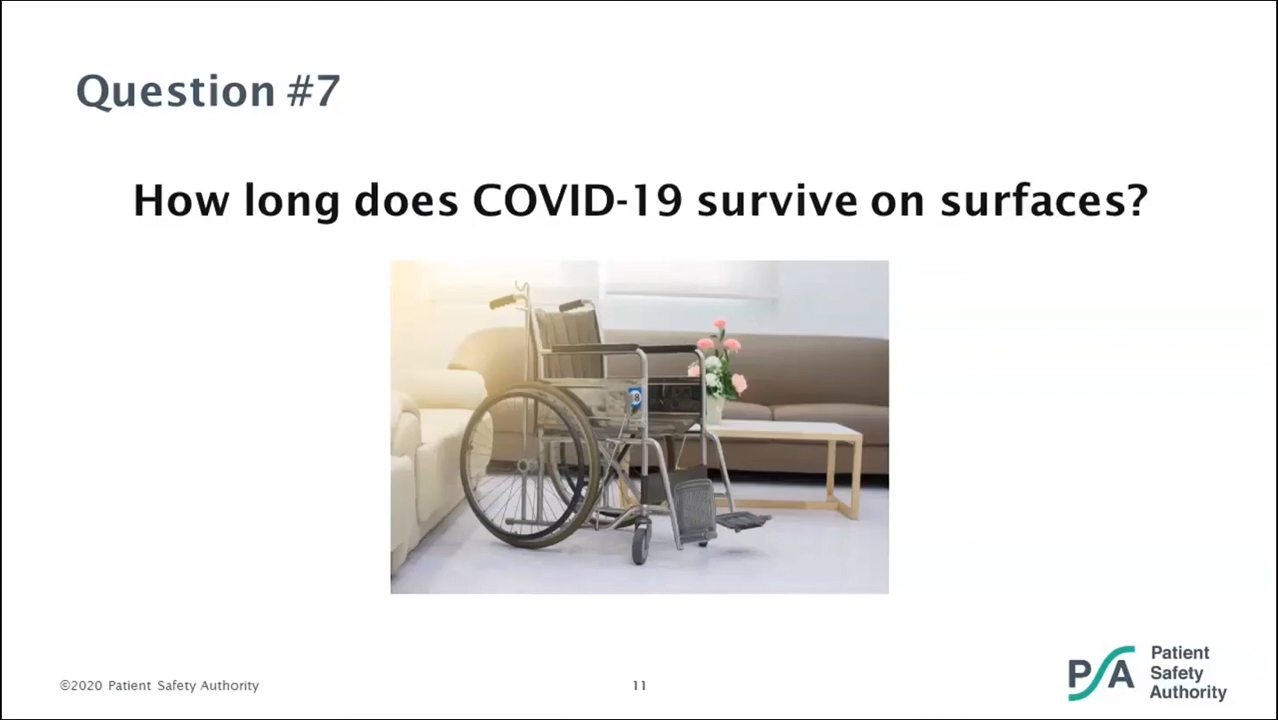 Question #7
How long does COVID-19 survive on surfaces?
8
©2020 Patient Safety Authority
11
PSA
Patient
Safety
Authority